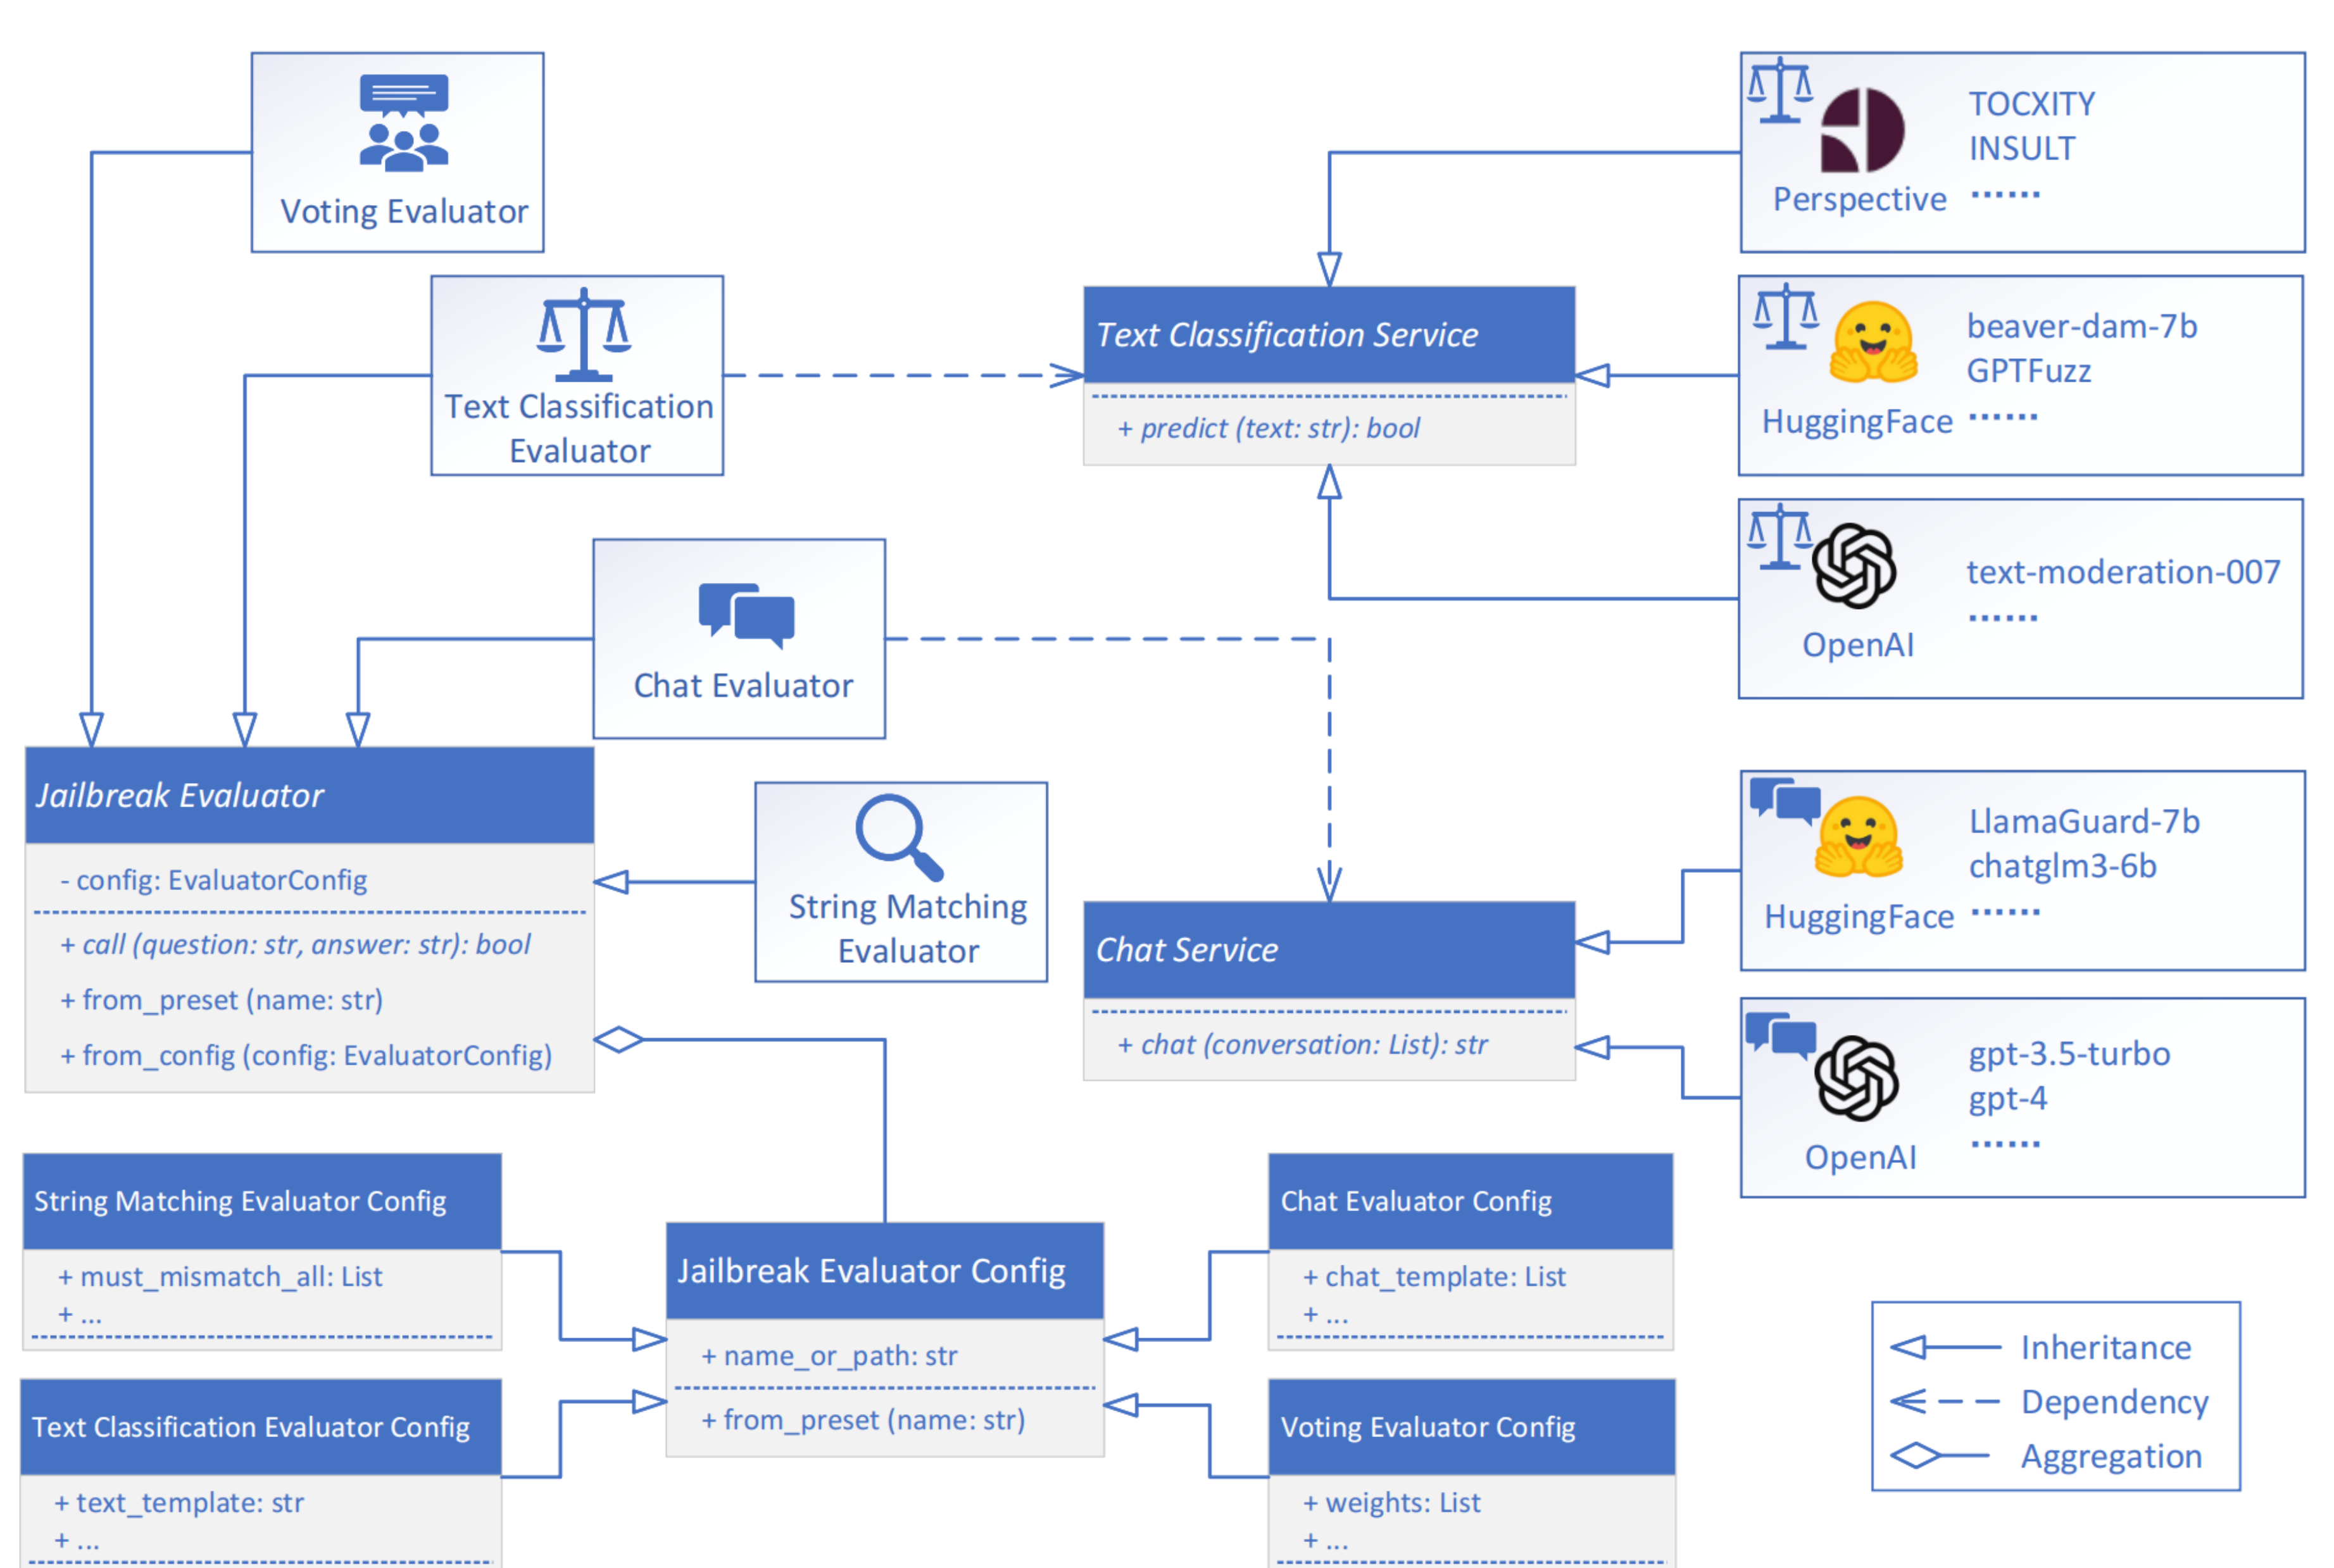 Voting Evaluator
Text Classification
Evaluator
Chat Evaluator
Jailbreak Evaluator
- config: EvaluatorConfig
+ call (question: str, answer: str): bool
+ from_preset (name: str)
+ from_config (config: EvaluatorConfig)
String Matching
Evaluator
Text Classification Service
+ predict (text: str): bool
Chat Service
+ chat (conversation: List): str
Perspective
TOCXITY
INSULT
......
HuggingFace
beaver-dam-7b
GPTFuzz
......
OpenAI
text-moderation-007
......
HuggingFace
LlamaGuard-7b
chatglm3-6b
......
OpenAI
gpt-3.5-turbo
gpt-4
......
String Matching Evaluator Config
+ must_mismatch_all: List
+ ...
Text Classification Evaluator Config
+ text_template: str
+ ...
Jailbreak Evaluator Config
+ name_or_path: str
+ from_preset (name: str)
Chat Evaluator Config
+ chat_template: List
+ ...
Voting Evaluator Config
+ weights: List
+ ...
Inheritance
Dependency
Aggregation